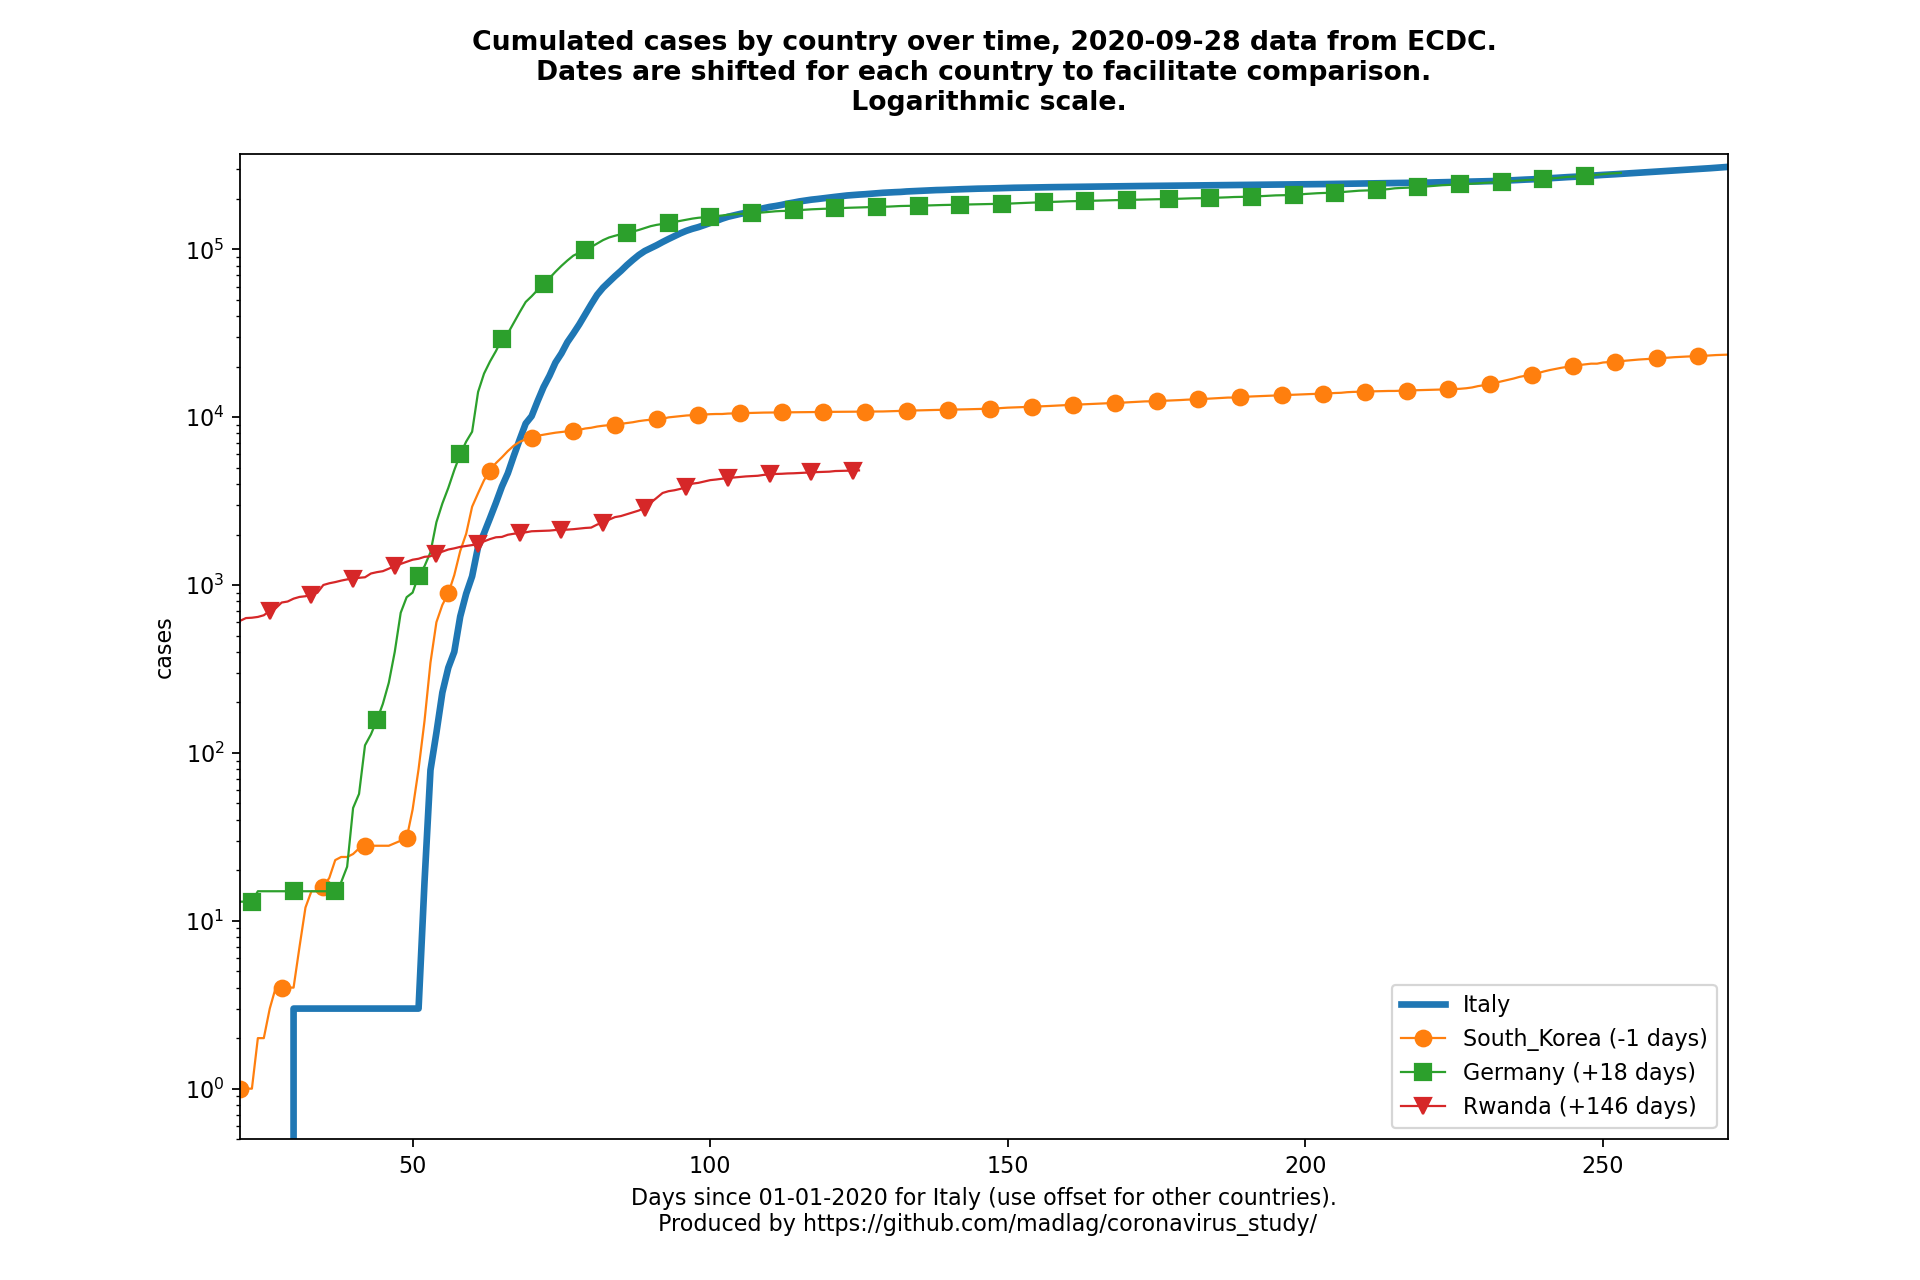 Cumulated cases by country over time, 2020-09-28 data from ECDC.
Dates are shifted for each country to facilitate comparison.
Logarithmic scale.
10^5
10^4
10^3
10^2
10^1
10^0
cases
Italy
South_Korea (-1 days)
Germany (+18 days)
Rwanda (+146 days)
50 100 150 200 250
Days since 01-01-2020 for Italy (use offset for other countries).
Produced by https://github.com/madlag/coronavirus_study/